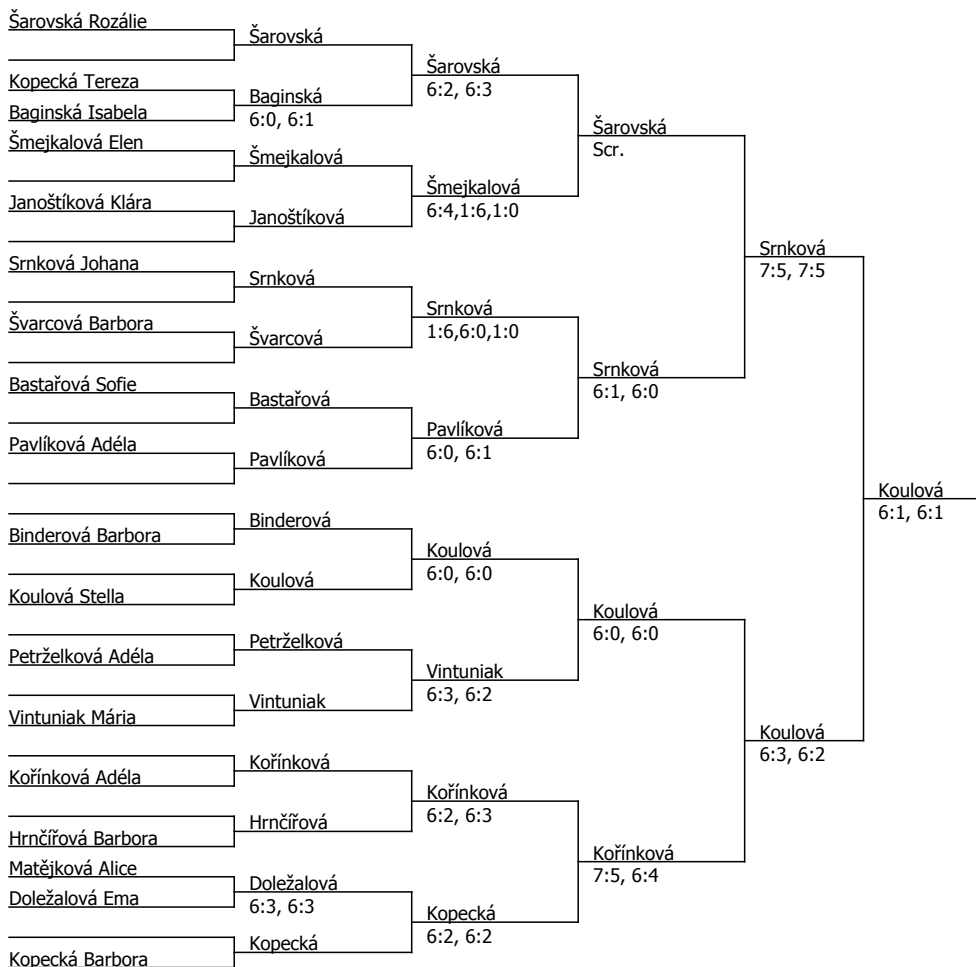 Šarovská Rozálie
Kopecká Tereza
Baginská Isabela
Šmejkalová Elen
Janoštíková Klára
Srnková Johana
Švarcová Barbora
Bastařová Sofie
Pavlíková Adéla
Binderová Barbora
Koulová Stella
Petrželková Adéla
Vintuniak Mária
Kořínková Adéla
Hrnčířová Barbora
Matějková Alice
Doležalová Ema
Kopecká Barbora
Šarovská
Baginská
6:0, 6:1
Šmejkalová
Janoštíková
Srnková
Švarcová
Bastařová
Pavlíková
Binderová
Koulová
Petrželková
Vintuniak
Kořínková
Hrnčířová
Doležalová
6:3, 6:3
Kopecká
Šarovská
6:2, 6:3
Šmejkalová
6:4,1:6,1:0
Srnková
1:6,6:0,1:0
Pavlíková
6:0, 6:1
Koulová
6:0, 6:0
Vintuniak
6:3, 6:2
Kořínková
6:2, 6:3
Kopecká
6:2, 6:2
Šarovská
Scr.
Srnková
6:1, 6:0
Koulová
6:0, 6:0
Kořínková
7:5, 6:4
Srnková
7:5, 7:5
Koulová
6:3, 6:2
Koulová
6:1, 6:1